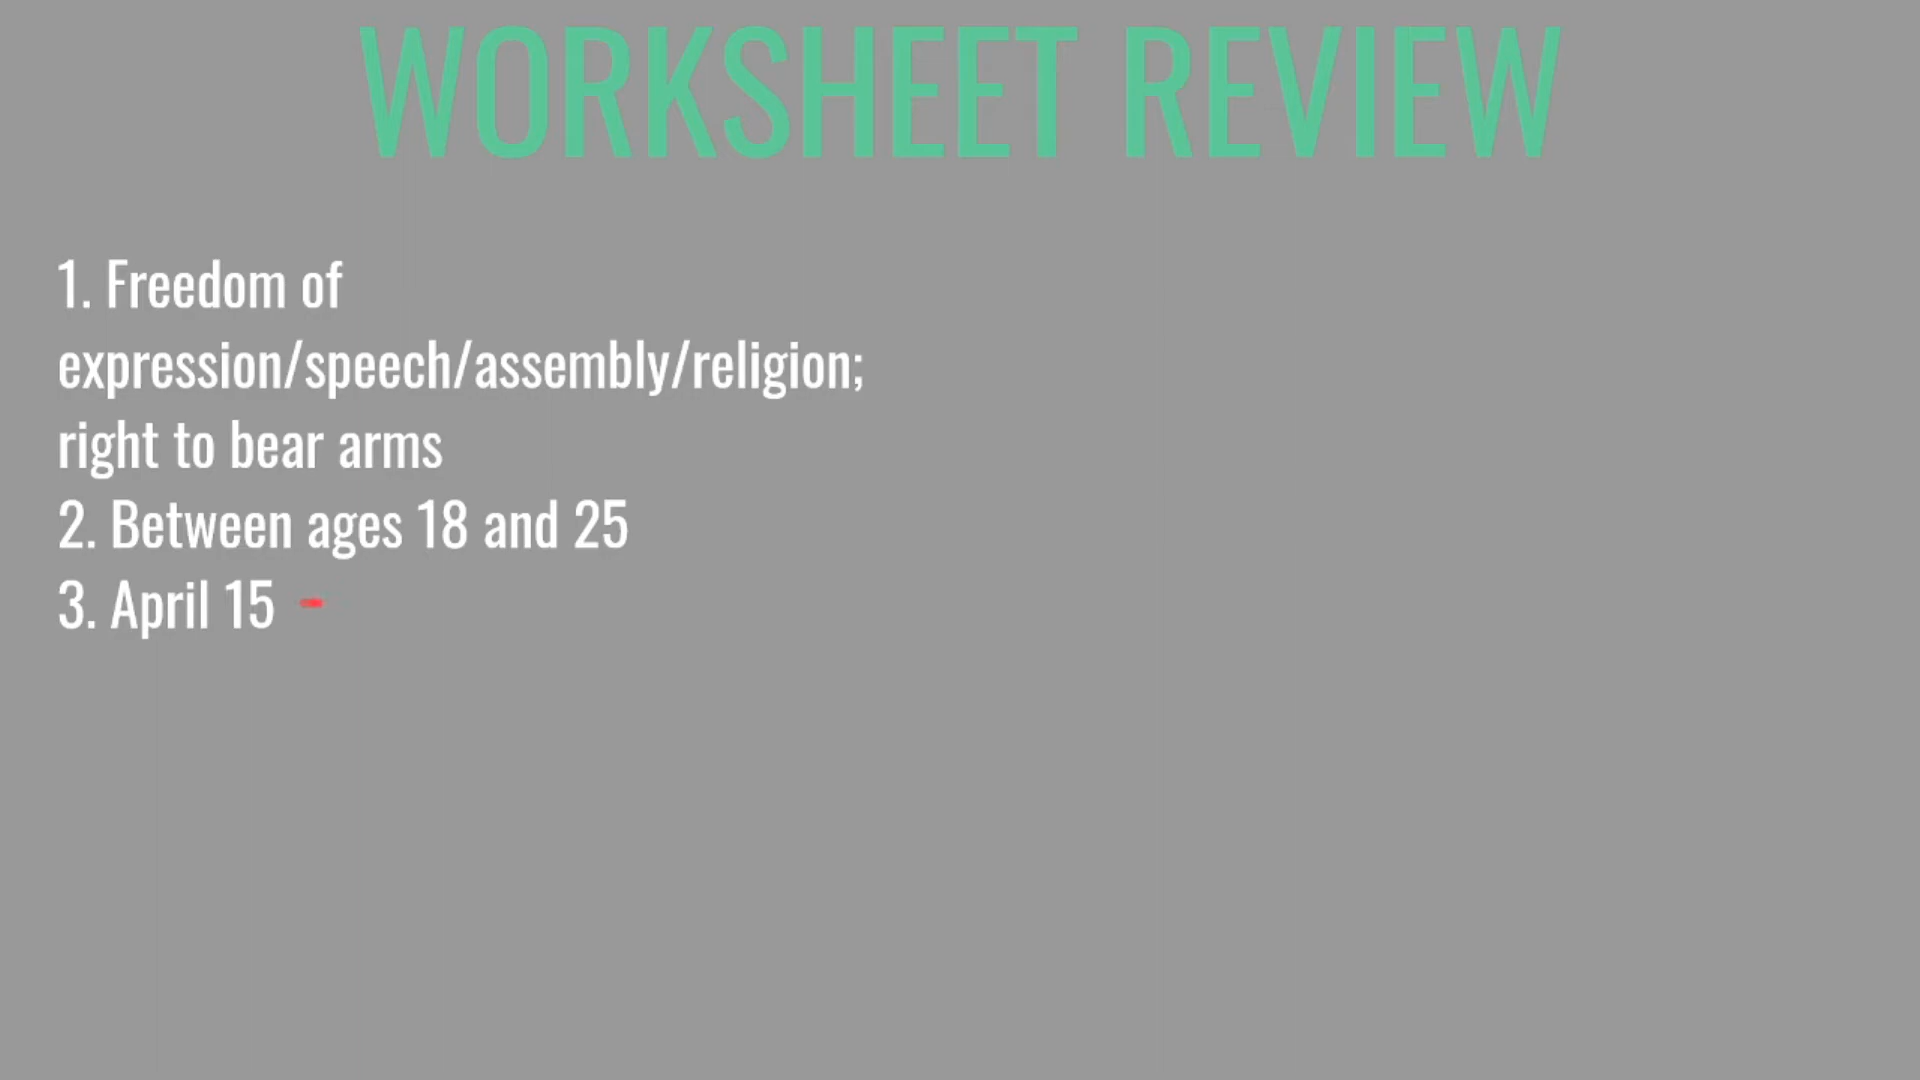 WORKSHEET REVIEW
1. Freedom of
expression/speech/assembly/religion;
right to bear arms
2. Between ages 18 and 25
3. April 15